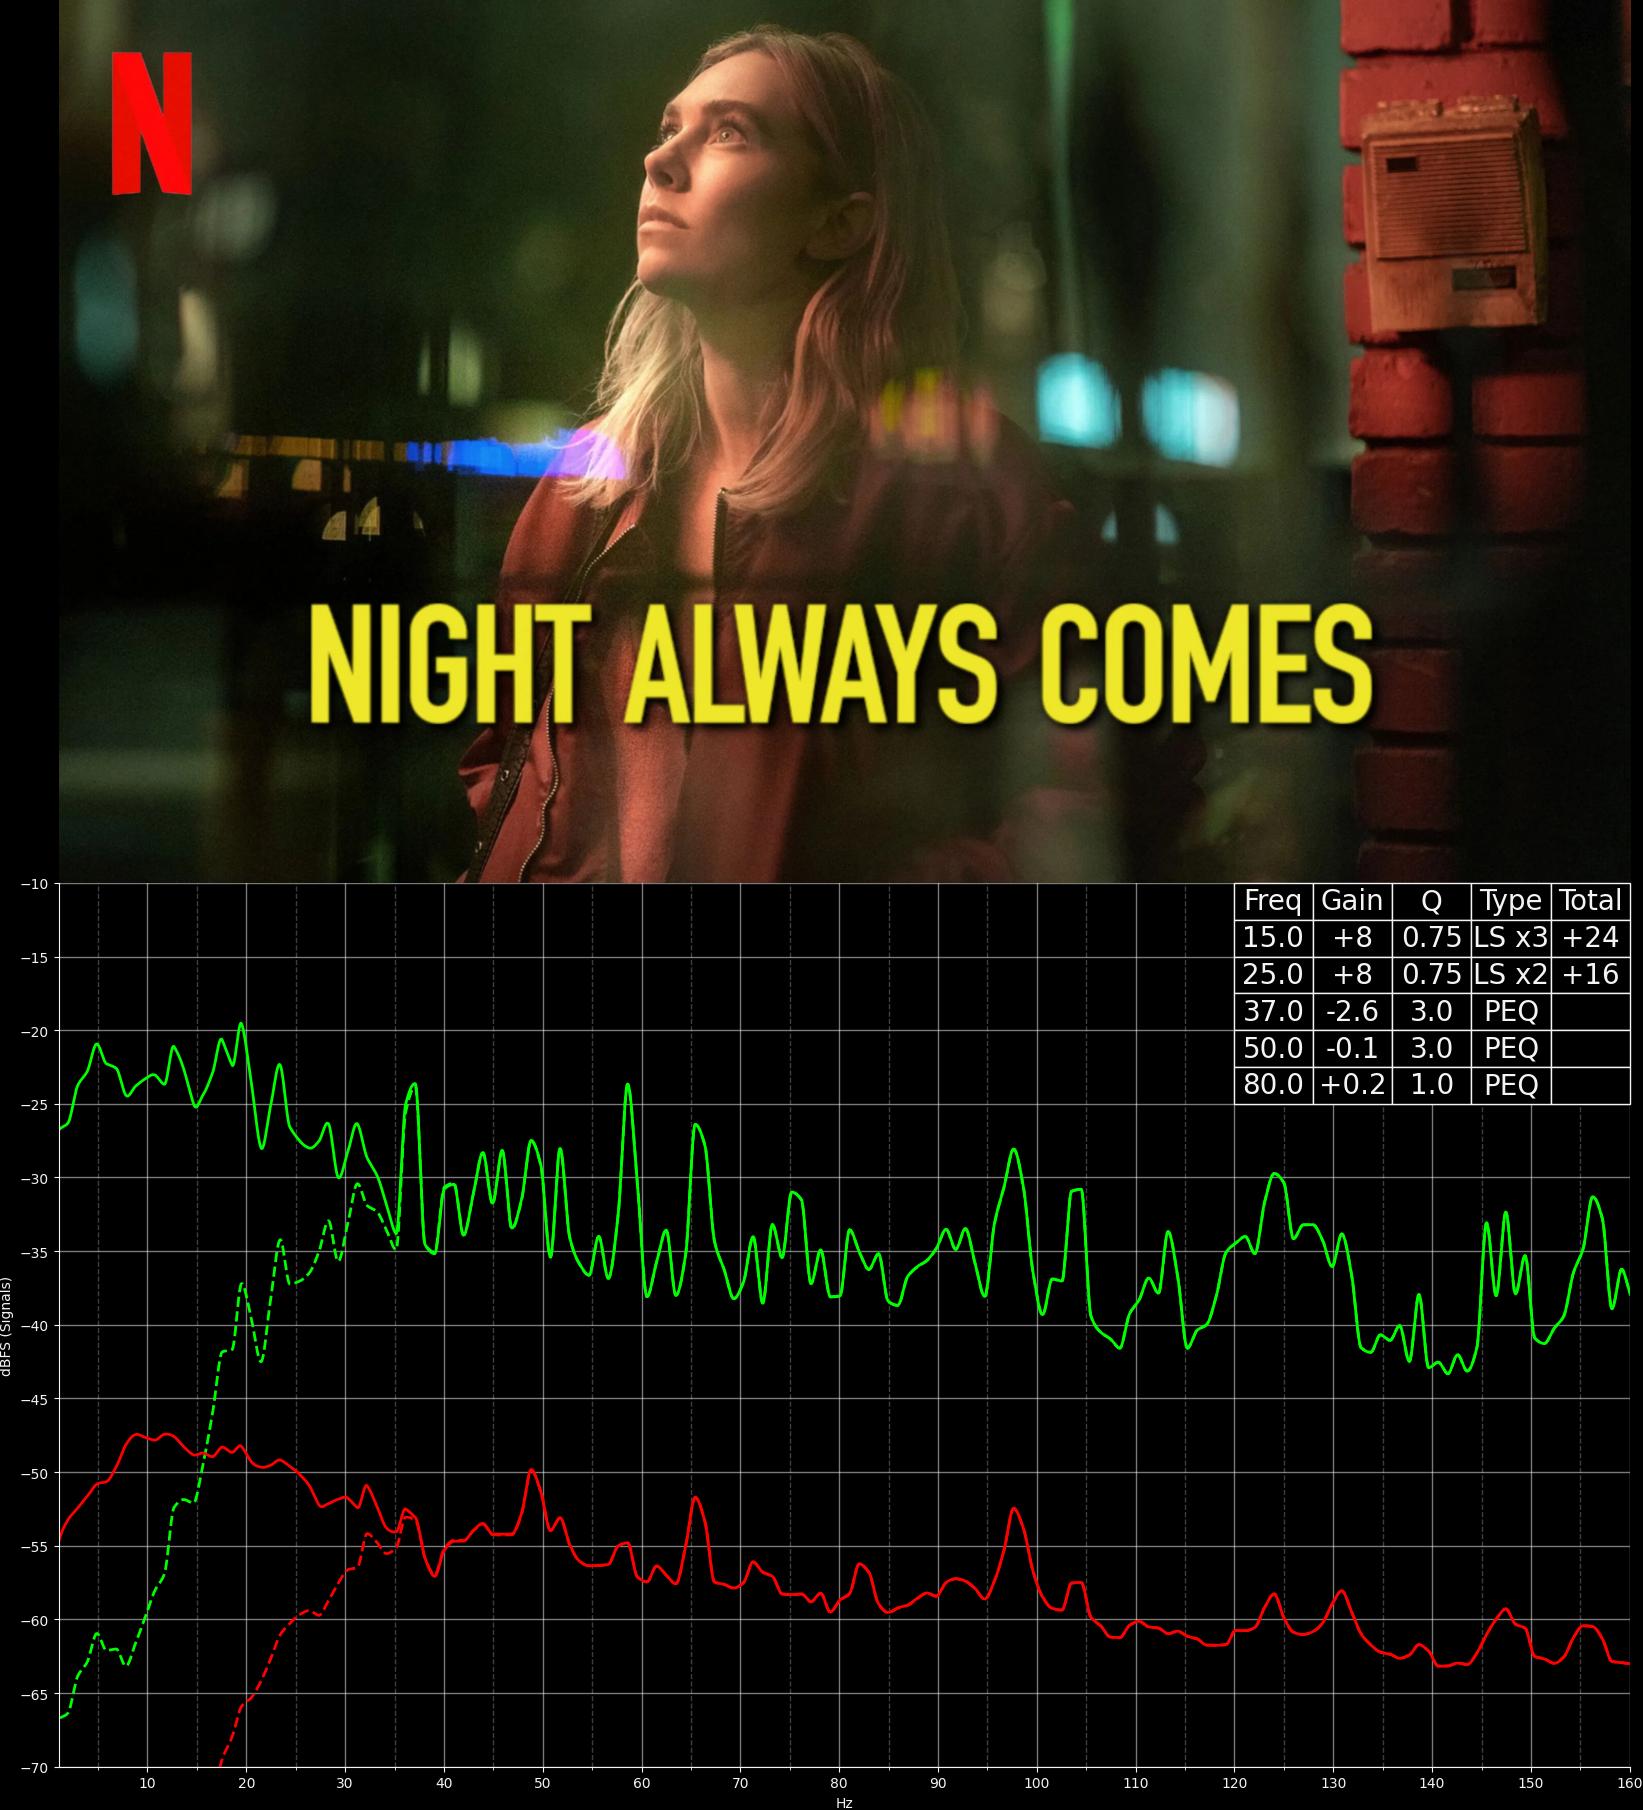 N
NIGHT ALWAYS COMES
Freq Gain Q Type Total
15.0 +8 0.75 LS x3 +24
25.0 +8 0.75 LS x2 +16
37.0 -2.6 3.0 PEQ
50.0 -0.1 3.0 PEQ
80.0 +0.2 1.0 PEQ
−10
−15
−20
−25
−30
−35
−40
−45
−50
−55
−60
−65
−70
dBFS (Signals)
10 20 30 40 50 60 70 80 90 100 110 120 130 140 150 160
Hz